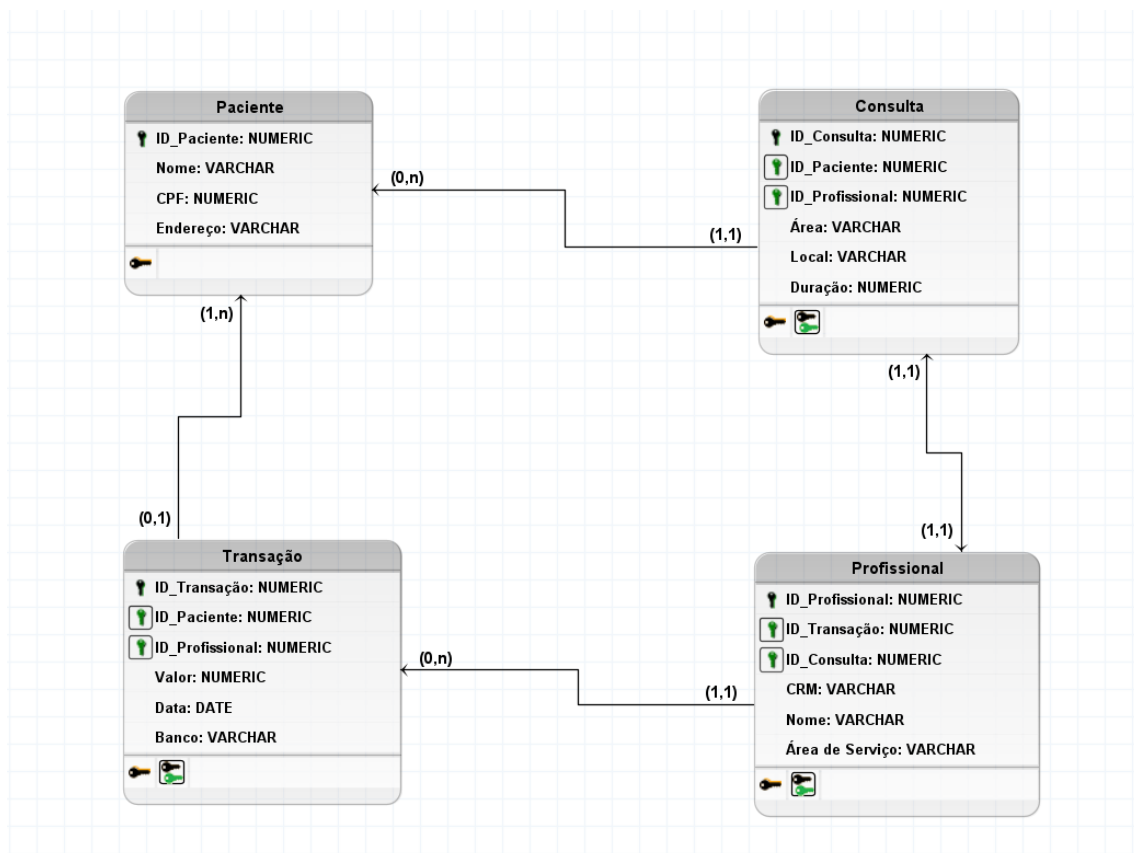 Paciente
ID_Paciente: NUMERIC
Nome: VARCHAR
CPF: NUMERIC
Endereço: VARCHAR
(0,n)
(1,1)
Consulta
ID_Consulta: NUMERIC
ID_Paciente: NUMERIC
ID_Profissional: NUMERIC
Área: VARCHAR
Local: VARCHAR
Duração: NUMERIC
(1,n)
(0,1)
(1,1)
(1,1)
Transação
ID_Transação: NUMERIC
ID_Paciente: NUMERIC
ID_Profissional: NUMERIC
Valor: NUMERIC
Data: DATE
Banco: VARCHAR
(0,n)
(1,1)
Profissional
ID_Profissional: NUMERIC
ID_Transação: NUMERIC
ID_Consulta: NUMERIC
CRM: VARCHAR
Nome: VARCHAR
Área de Serviço: VARCHAR